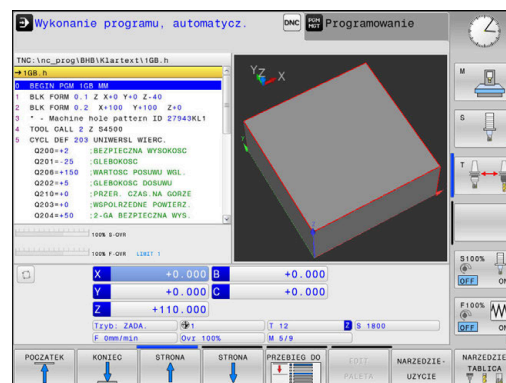 Wykonanie programu, automatycz.
DNC
PGM MGT
Programowanie
TNC:\nc_prog\BHB\Klartext\1GB.h
→1GB.h
0 BEGIN PGM 1GB MM
1 BLK FORM 0.1 Z X+0 Y+0 Z-40
2 BLK FORM 0.2 X+100 Y+100 Z+0
3 * - Machine hole pattern ID 27943KL1
4 TOOL CALL 2 Z S4500
5 CYCL DEF 203 UNIWERSL WIERC.
Q200=+2 ;BEZPIECZNA WYSOKOSC
Q201=-25 ;GLEBOKOSC
Q206=+150 ;WARTOSC POSUWU WGL.
Q202=+5 ;GLEBOKOSC DOSUWU
Q210=+0 ;PRZER. CZAS.NA GORZE
Q203=+0 ;WSPOLRZEDNE POWIERZ.
Q204=+50 ;2-GA BEZPIECZNA WYS.
100% S-OVR
100% F-OVR LIMIT 1
Y Z X
Z
X +0.000 B +0.000
Y +0.000 C +0.000
Z +110.000
Tryb: ZADA. 1 T 12 Z S 1800
F 0mm/min Ovr 100% M 5/9
M
S
T
S100%
OFF ON
F100%
OFF ON
POCZATEK
KONIEC
STRONA
STRONA
PRZEBIEG DO
EDIT PALETA
NARZEDZIE-UZYCIE
NARZEDZIE TABLICA